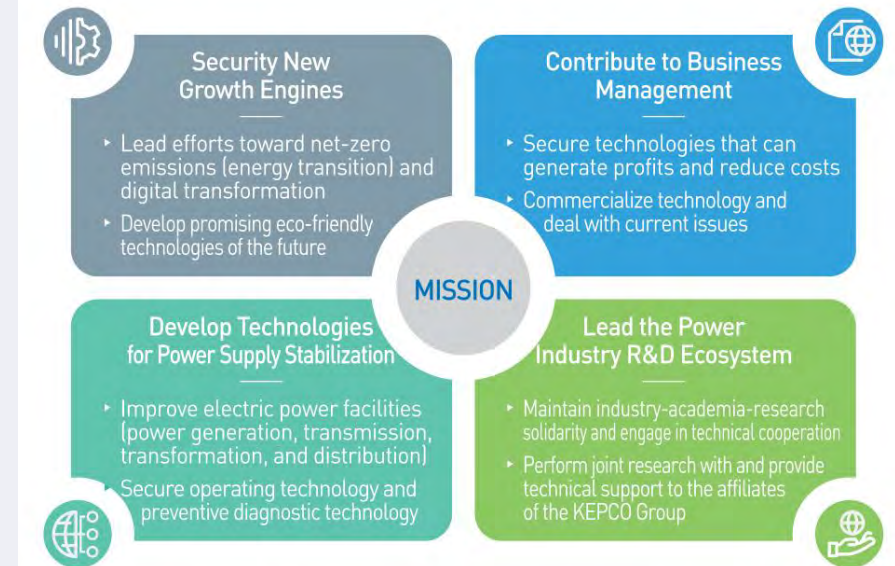 Security New
Growth Engines
‣ Lead efforts toward net-zero
emissions (energy transition) and
digital transformation
‣ Develop promising eco-friendly
technologies of the future
Contribute to Business
Management
‣ Secure technologies that can
generate profits and reduce costs
‣ Commercialize technology and
deal with current issues
MISSION
Develop Technologies
for Power Supply Stabilization
‣ Improve electric power facilities
(power generation, transmission,
transformation, and distribution)
Secure operating technology and
preventive diagnostic technology
Lead the Power
Industry R&D Ecosystem
‣ Maintain industry-academia-research
solidarity and engage in technical cooperation
‣ Perform joint research with and provide
technical support to the affiliates
of the KEPCO Group